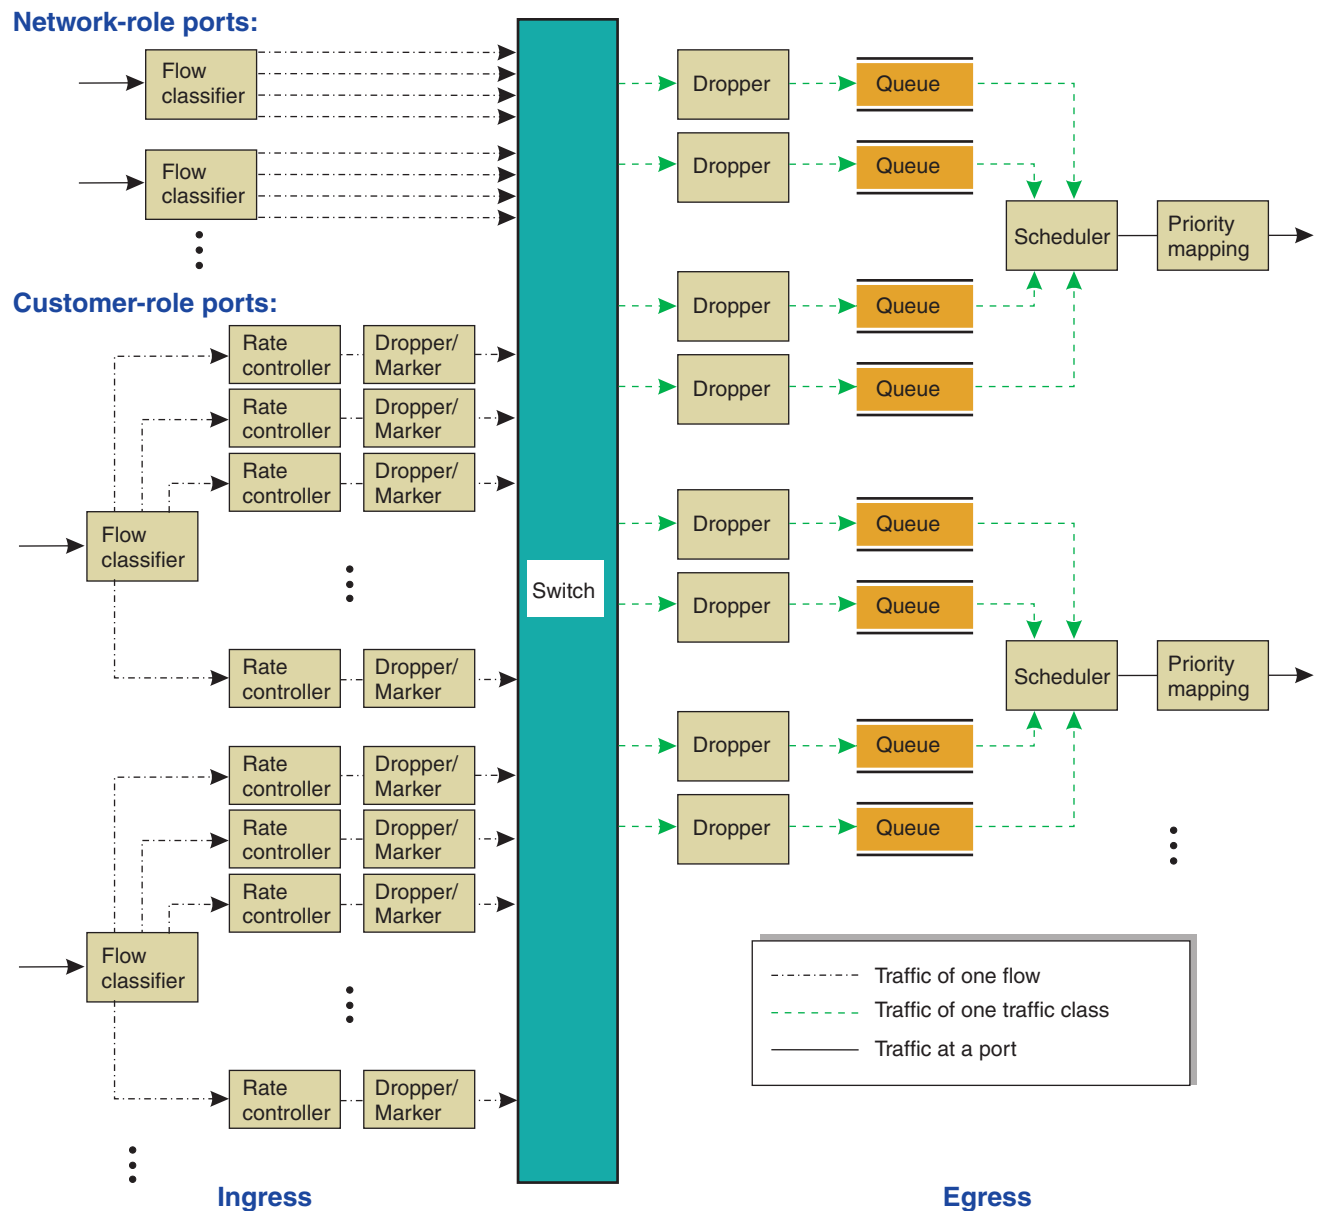 Network-role ports:
Flow
classifier
Flow
classifier
Customer-role ports:
Rate
controller
Dropper/
Marker
Rate
controller
Dropper/
Marker
Rate
controller
Dropper/
Marker
Flow
classifier
Rate
controller
Dropper/
Marker
Rate
controller
Dropper/
Marker
Rate
controller
Dropper/
Marker
Rate
controller
Dropper/
Marker
Flow
classifier
Rate
controller
Dropper/
Marker
Ingress
Switch
Dropper
Queue
Dropper
Queue
Scheduler
Priority
mapping
Dropper
Queue
Dropper
Queue
Dropper
Queue
Dropper
Queue
Scheduler
Priority
mapping
Dropper
Queue
Dropper
Queue
Traffic of one flow
Traffic of one traffic class
Traffic at a port
Egress